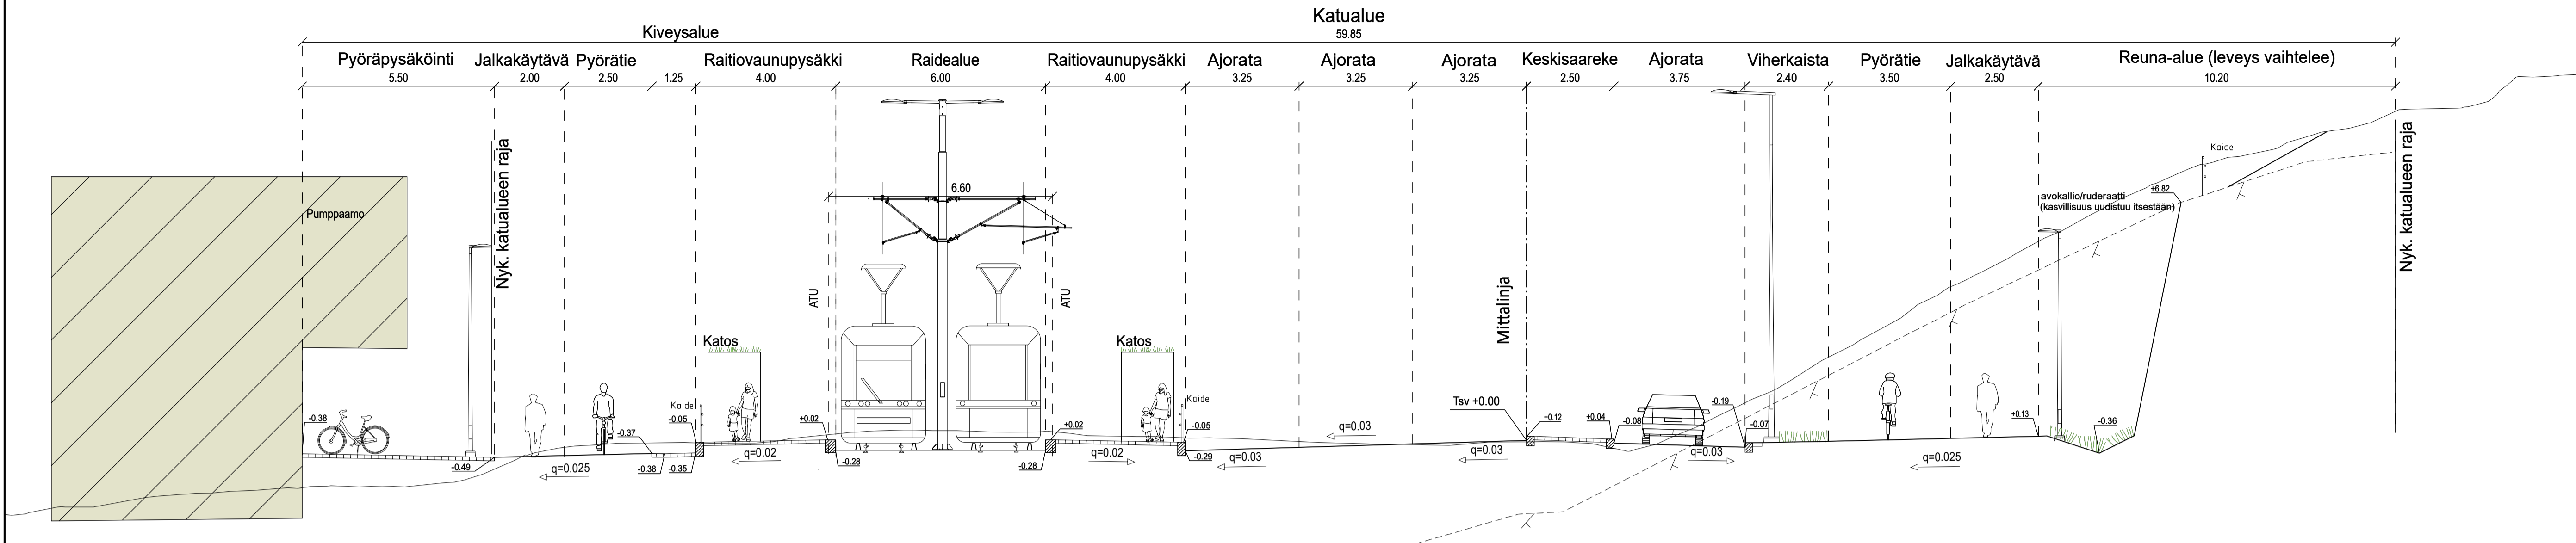 Katualue
59.85
Kiveysalue
Pyöräpysäköinti Jalkakäytävä Pyörätie Raitiovaunupysäkki Raidealue Raitiovaunupysäkki Ajorata Ajorata Ajorata Keskisaareke Ajorata Viherkaista Pyörätie Jalkakäytävä Reuna-alue (leveys vaihtelee)
5.50 2.00 2.50 1.25 4.00 6.00 4.00 3.25 3.25 3.25 2.50 3.75 2.40 3.50 2.50 10.20
Nyk. katualueen raja
Nyk. katualueen raja
Kaide
6.60
+6.82
avokallio/ruderaatti
(kasvillisuus uudistuu itsestään)
Pumppaamo
ATU
ATU
Mittalinja
Katos
Katos
Kaide
Kaide
Tsv +0.00
-0.38
-0.37
-0.05
+0.02
+0.02
-0.05
q=0.03
+0.12
+0.04
-0.08
-0.19
-0.07
+0.13
-0.36
-0.49
q=0.025
-0.38
-0.35
q=0.02
-0.28
-0.28
q=0.02
-0.29
q=0.03
q=0.03
q=0.03
q=0.025